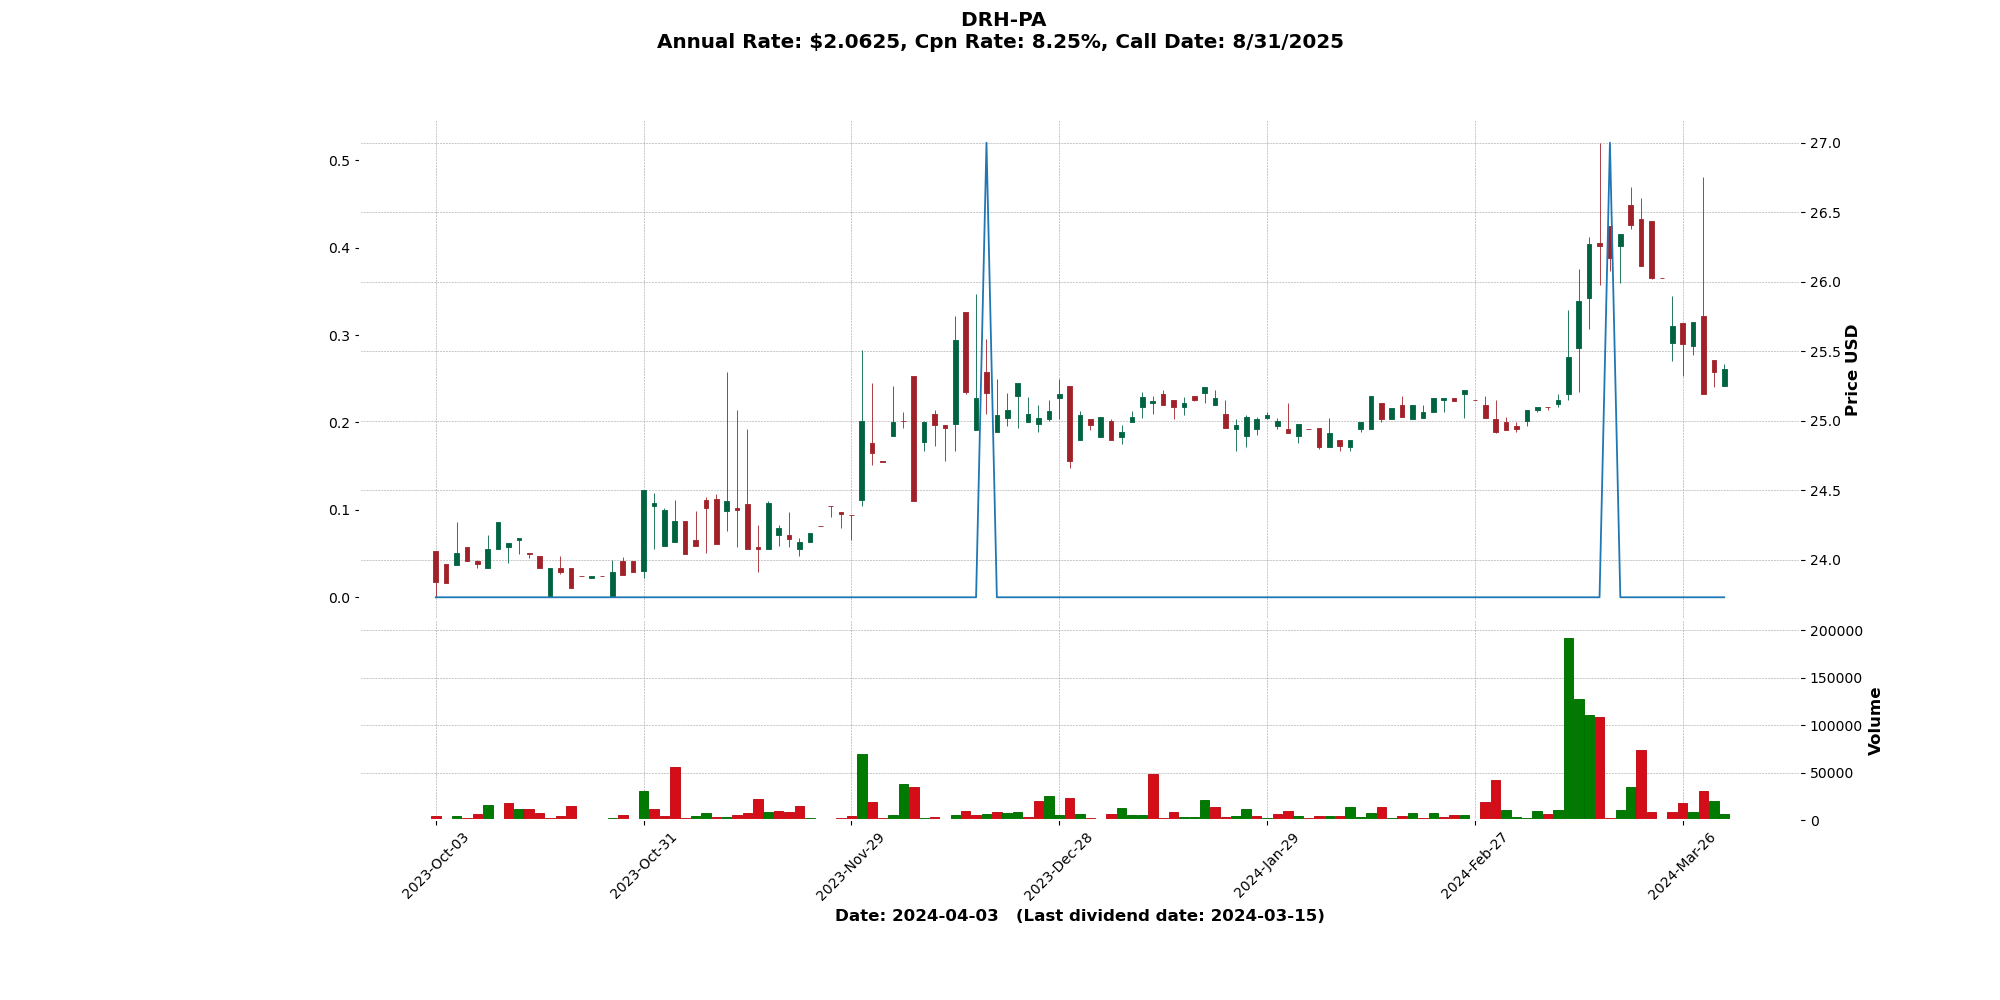 DRH-PA
Annual Rate: $2.0625, Cpn Rate: 8.25%, Call Date: 8/31/2025
0.5
0.4
0.3
0.2
0.1
0.0
27.0
26.5
26.0
25.5
25.0
24.5
24.0
Price USD
200000
150000
100000
50000
0
Volume
2023-Oct-03
2023-Oct-31
2023-Nov-29
2023-Dec-28
2024-Jan-29
2024-Feb-27
2024-Mar-26
Date: 2024-04-03 (Last dividend date: 2024-03-15)